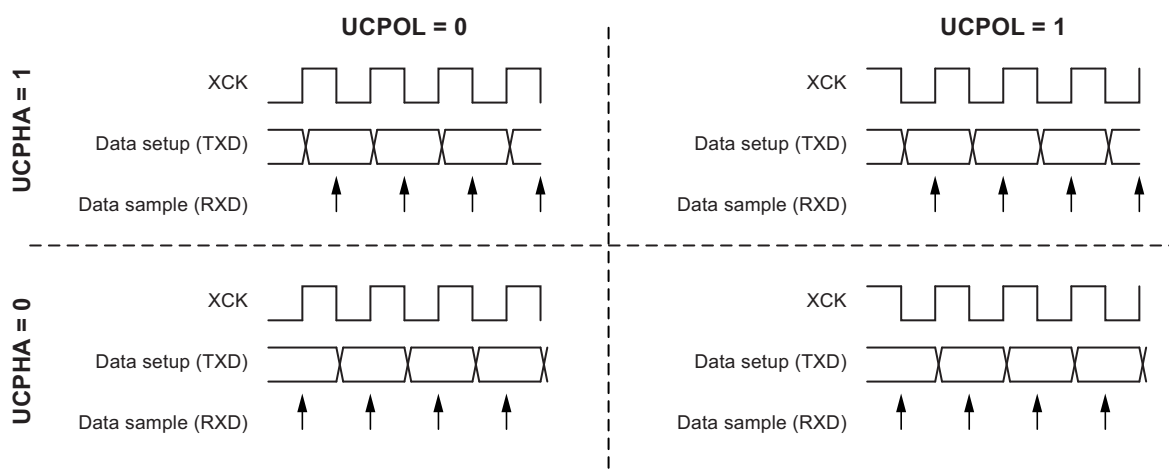 UCPOL = 0
UCPOL = 1
UCPHA = 1
XCK
Data setup (TXD)
Data sample (RXD)
XCK
Data setup (TXD)
Data sample (RXD)
UCPHA = 0
XCK
Data setup (TXD)
Data sample (RXD)
XCK
Data setup (TXD)
Data sample (RXD)